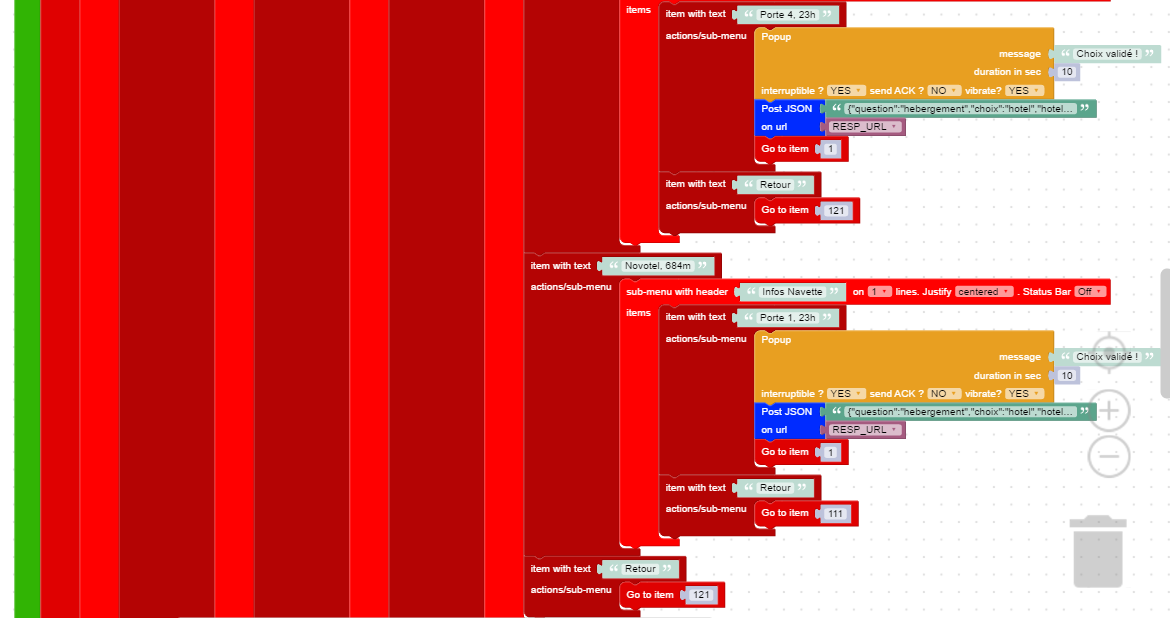 items
item with text “ Porte 4, 23h ”
actions/sub-menu
Popup
message “ Choix validé ! ”
duration in sec 10
interruptible ? YES send ACK ? NO vibrate? YES
Post JSON “ {"question":"hebergement","choix":"hotel","hotel... ”
on url RESP_URL
Go to item 1
item with text “ Retour ”
actions/sub-menu
Go to item 121
item with text “ Novotel, 684m ”
actions/sub-menu
sub-menu with header “ Infos Navette ” on 1 lines. Justify centered . Status Bar Off
items
item with text “ Porte 1, 23h ”
actions/sub-menu
Popup
message “ Choix validé ! ”
duration in sec 10
interruptible ? YES send ACK ? NO vibrate? YES
Post JSON “ {"question":"hebergement","choix":"hotel","hotel... ”
on url RESP_URL
Go to item 1
item with text “ Retour ”
actions/sub-menu
Go to item 111
item with text “ Retour ”
actions/sub-menu
Go to item 121